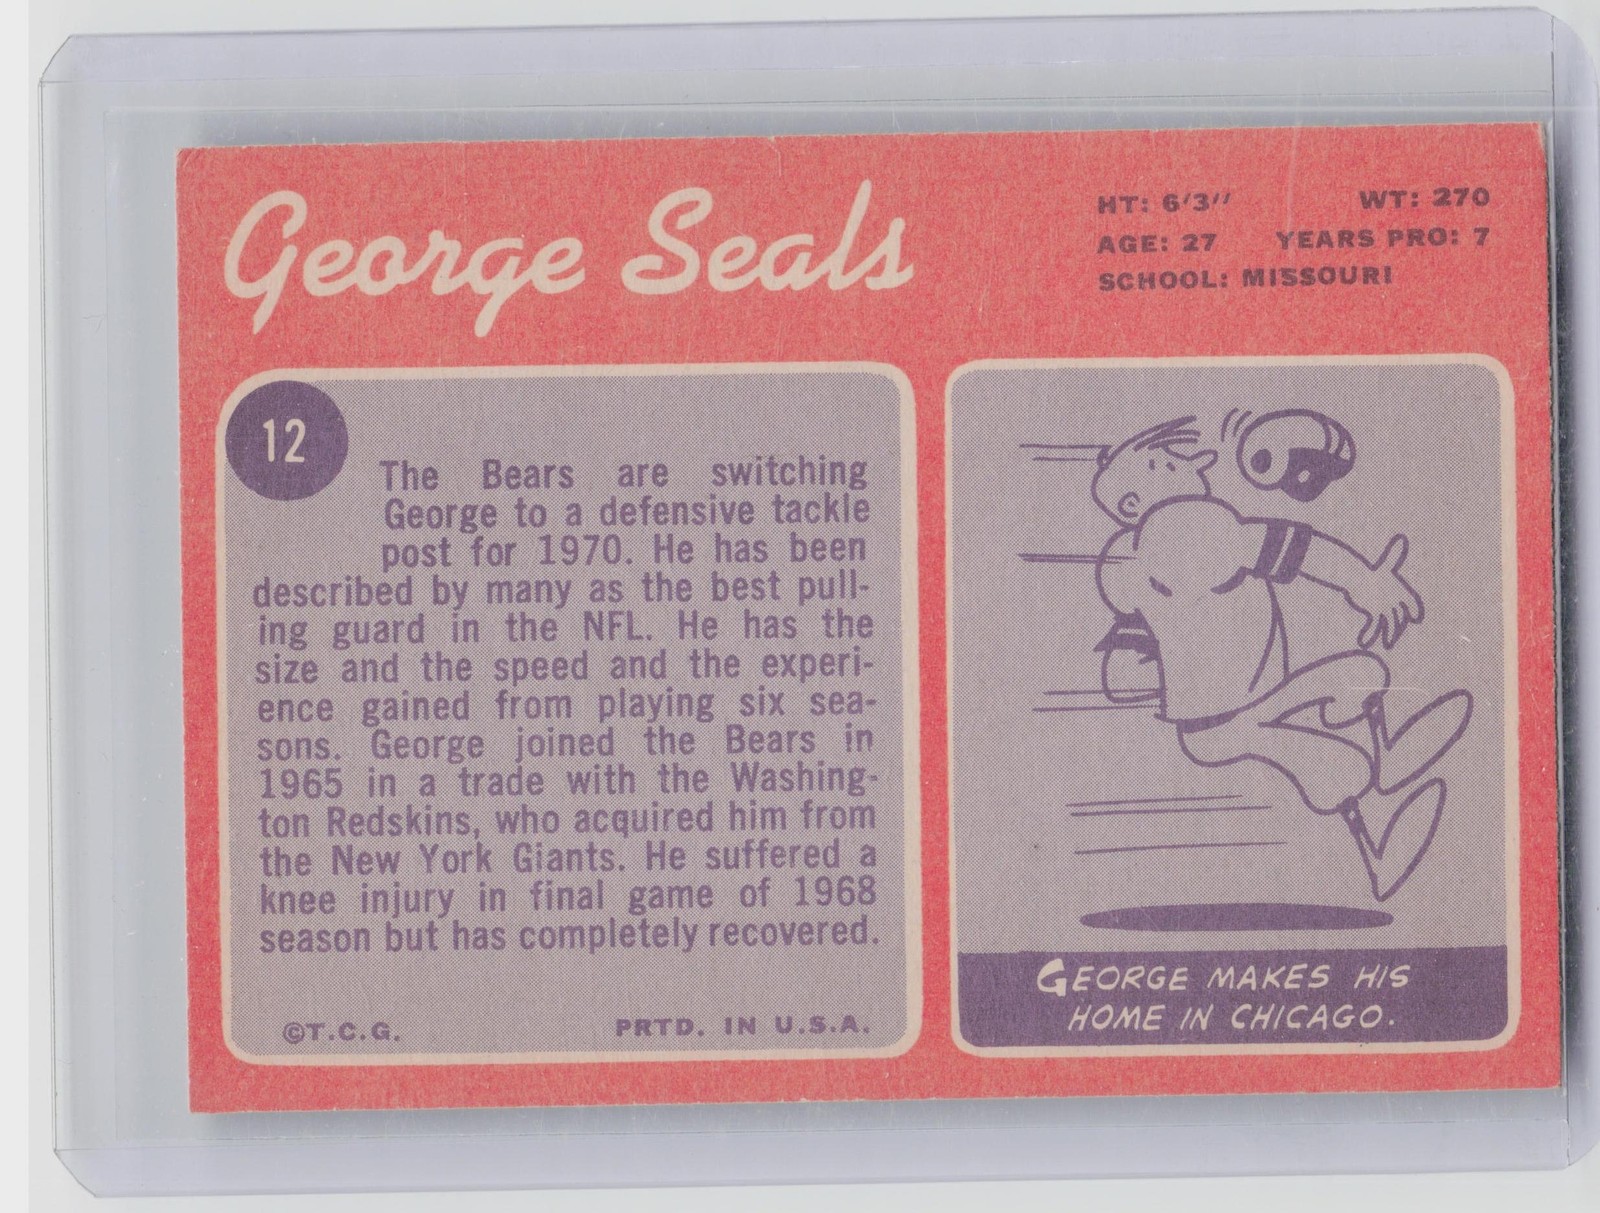 George Seals
HT: 6'3" WT: 270
AGE: 27 YEARS PRO: 7
SCHOOL: MISSOURI
12
The Bears are switching
George to a defensive tackle
post for 1970. He has been
described by many as the best pull-
ing guard in the NFL. He has the
size and the speed and the experi-
ence gained from playing six sea-
sons. George joined the Bears in
1965 in a trade with the Washing-
ton Redskins, who acquired him from
the New York Giants. He suffered a
knee injury in final game of 1968
season but has completely recovered.
©T.C.G. PRTD. IN U.S.A.
GEORGE MAKES HIS
HOME IN CHICAGO.